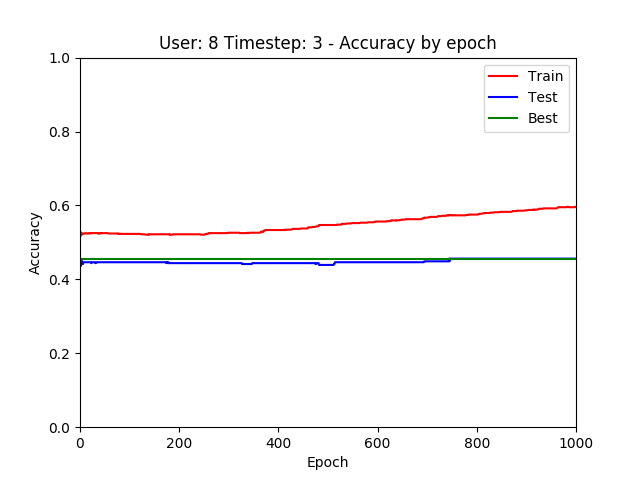 User: 8 Timestep: 3 - Accuracy by epoch
1.0
0.8
0.6
0.4
0.2
0.0
Accuracy
Train
Test
Best
0 200 400 600 800 1000
Epoch